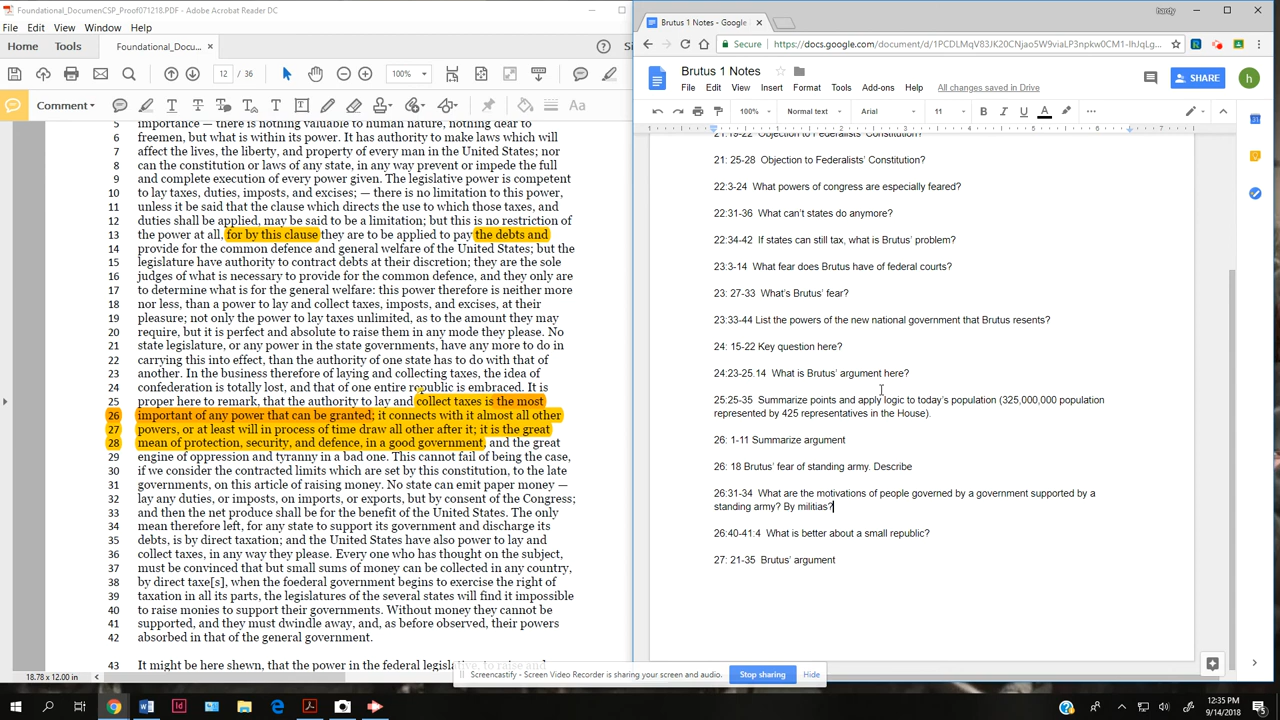 Foundational_DocumenCSP_Proof071218.PDF - Adobe Acrobat Reader DC
File Edit View Window Help
Home Tools Foundational_Docu... ×
12 / 36 100%
Comment
5 importance — there is nothing valuable to human nature, nothing dear to
6 freemen, but what is within its power. It has authority to make laws which will
7 affect the lives, the liberty, and property of every man in the United States; nor
8 can the constitution or laws of any state, in any way prevent or impede the full
9 and complete execution of every power given. The legislative power is competent
10 to lay taxes, duties, imposts, and excises; — there is no limitation to this power,
11 unless it be said that the clause which directs the use to which those taxes, and
12 duties shall be applied, may be said to be a limitation; but this is no restriction of
13 the power at all, for by this clause they are to be applied to pay the debts and
14 provide for the common defence and general welfare of the United States; but the
15 legislature have authority to contract debts at their discretion; they are the sole
16 judges of what is necessary to provide for the common defence, and they only are
17 to determine what is for the general welfare: this power therefore is neither more
18 nor less, than a power to lay and collect taxes, imposts, and excises, at their
19 pleasure; not only the power to lay taxes unlimited, as to the amount they may
20 require, but it is perfect and absolute to raise them in any mode they please. No
21 state legislature, or any power in the state governments, have any more to do in
22 carrying this into effect, than the authority of one state has to do with that of
23 another. In the business therefore of laying and collecting taxes, the idea of
24 confederation is totally lost, and that of one entire republic is embraced. It is
25 proper here to remark, that the authority to lay and collect taxes is the most
26 important of any power that can be granted; it connects with it almost all other
27 powers, or at least will in process of time draw all other after it; it is the great
28 mean of protection, security, and defence, in a good government, and the great
29 engine of oppression and tyranny in a bad one. This cannot fail of being the case,
30 if we consider the contracted limits which are set by this constitution, to the late
31 governments, on this article of raising money. No state can emit paper money —
32 lay any duties, or imposts, on imports, or exports, but by consent of the Congress;
33 and then the net produce shall be for the benefit of the United States. The only
34 mean therefore left, for any state to support its government and discharge its
35 debts, is by direct taxation; and the United States have also power to lay and
36 collect taxes, in any way they please. Every one who has thought on the subject,
37 must be convinced that but small sums of money can be collected in any country,
38 by direct taxe[s], when the foederal government begins to exercise the right of
39 taxation in all its parts, the legislatures of the several states will find it impossible
40 to raise monies to support their governments. Without money they cannot be
41 supported, and they must dwindle away, and, as before observed, their powers
42 absorbed in that of the general government.
43 It might be here shewn, that the power in the federal legislative, to raise and
18.78 x 12.00 in
hardy
Brutus 1 Notes - Google ×
Secure https://docs.google.com/document/d/1PCDLMqV83JK20CNjao5W9viaLP3npkw0CM1-IhJqLg...
Brutus 1 Notes
SHARE
h
File Edit View Insert Format Tools Add-ons Help All changes saved in Drive
100% Normal text Arial 11 B I U A
1 1 2 3 4 5 6 7
21:19-22 Objection to Federalists' Constitution?
21: 25-28 Objection to Federalists' Constitution?
22:3-24 What powers of congress are especially feared?
22:31-36 What can't states do anymore?
22:34-42 If states can still tax, what is Brutus' problem?
23:3-14 What fear does Brutus have of federal courts?
23: 27-33 What's Brutus' fear?
23:33-44 List the powers of the new national government that Brutus resents?
24: 15-22 Key question here?
24:23-25.14 What is Brutus' argument here?
25:25-35 Summarize points and apply logic to today's population (325,000,000 population
represented by 425 representatives in the House).
26: 1-11 Summarize argument
26: 18 Brutus' fear of standing army. Describe
26:31-34 What are the motivations of people governed by a government supported by a
standing army? By militias?
26:40-41:4 What is better about a small republic?
27: 21-35 Brutus' argument
Screencastify - Screen Video Recorder is sharing your screen and audio. Stop sharing Hide
12:35 PM
9/14/2018
5